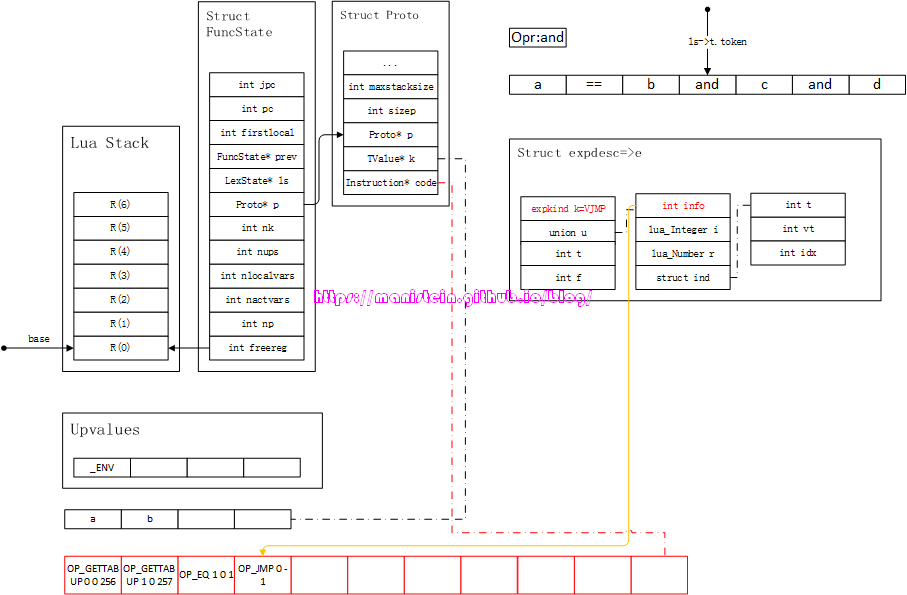 Struct
FuncState
int jpc
int pc
int firstlocal
FuncState* prev
LexState* ls
Proto* p
int nk
int nups
int nlocalvars
int nactvars
int np
int freereg
Struct Proto
...
int maxstacksize
int sizep
Proto* p
TValue* k
Instruction* code
Opr:and
ls->t.token
a == b and c and d
Lua Stack
R(6)
R(5)
R(4)
R(3)
R(2)
R(1)
R(0)
base
Struct expdesc=>e
expkind k=VJMP
union u
int t
int f
int info
lua_Integer i
lua_Number r
struct ind
int t
int vt
int idx
https://manistein.github.io/blog/
Upvalues
_ENV
a b
OP_GETTAB
UP 0 0 256
OP_GETTAB
UP 1 0 257
OP_EQ 1 0 1
OP_JMP 0 -
1